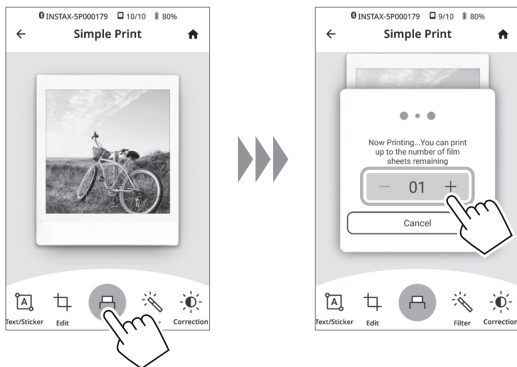 INSTAX-5P000179 10/10 80%
Simple Print
A
Text/Sticker Edit Correction
INSTAX-5P000179 9/10 80%
Simple Print
Now Printing...You can print
up to the number of film
sheets remaining
— 01 +
Cancel
A
Text/Sticker Edit Filter Correction